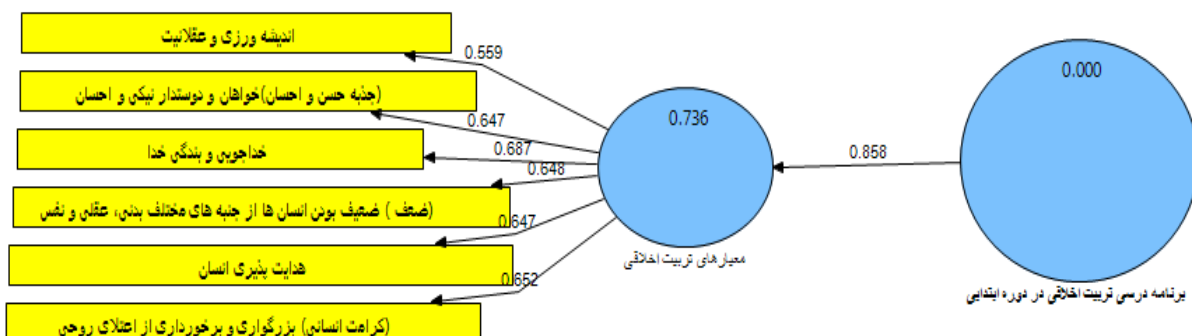 اندیشه ورزی و عقلانیت
0.559
(جذبه حسن و احسان)خواهان و دوستدار نیکی و احسان
0.647
خداجویی و بندگی خدا
0.687
(ضعف ) ضعیف بودن انسان ها از جنبه های مختلف بدنی، عقلی و نفس
0.648
هدایت پذیری انسان
0.647
(کرامت انسانی) بزرگواری و برخورداری از اعتلای روحی
0.652
0.736
معیارهای تربیت اخلاقی
0.858
0.000
برنامه درسی تربیت اخلاقی در دوره ابتدایی